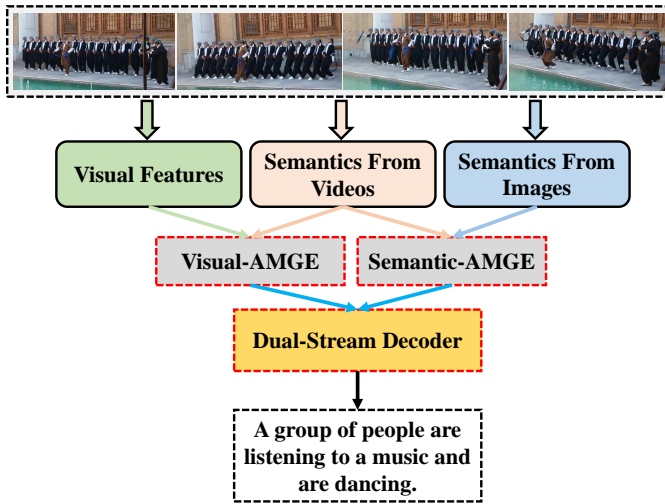 Visual Features
Semantics From
Videos
Semantics From
Images
Visual-AMGE
Semantic-AMGE
Dual-Stream Decoder
A group of people are
listening to a music and
are dancing.